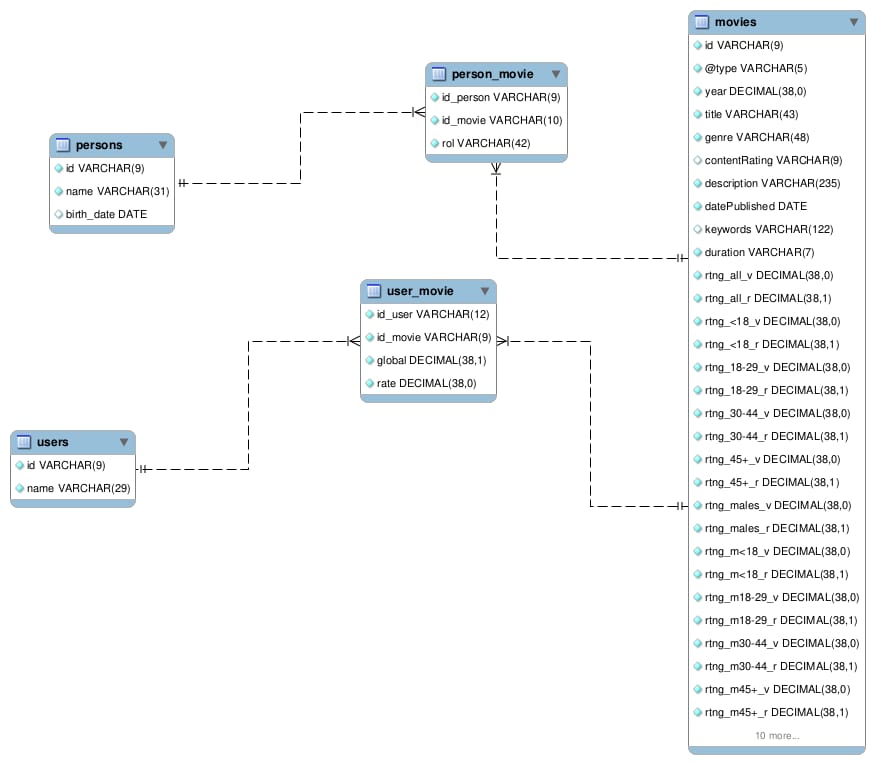 persons
id VARCHAR(9)
name VARCHAR(31)
birth_date DATE
person_movie
id_person VARCHAR(9)
id_movie VARCHAR(10)
rol VARCHAR(42)
user_movie
id_user VARCHAR(12)
id_movie VARCHAR(9)
global DECIMAL(38,1)
rate DECIMAL(38,0)
users
id VARCHAR(9)
name VARCHAR(29)
movies
id VARCHAR(9)
@type VARCHAR(5)
year DECIMAL(38,0)
title VARCHAR(43)
genre VARCHAR(48)
contentRating VARCHAR(9)
description VARCHAR(235)
datePublished DATE
keywords VARCHAR(122)
duration VARCHAR(7)
rtng_all_v DECIMAL(38,0)
rtng_all_r DECIMAL(38,1)
rtng_<18_v DECIMAL(38,0)
rtng_<18_r DECIMAL(38,1)
rtng_18-29_v DECIMAL(38,0)
rtng_18-29_r DECIMAL(38,1)
rtng_30-44_v DECIMAL(38,0)
rtng_30-44_r DECIMAL(38,1)
rtng_45+_v DECIMAL(38,0)
rtng_45+_r DECIMAL(38,1)
rtng_males_v DECIMAL(38,0)
rtng_males_r DECIMAL(38,1)
rtng_m<18_v DECIMAL(38,0)
rtng_m<18_r DECIMAL(38,1)
rtng_m18-29_v DECIMAL(38,0)
rtng_m18-29_r DECIMAL(38,1)
rtng_m30-44_v DECIMAL(38,0)
rtng_m30-44_r DECIMAL(38,1)
rtng_m45+_v DECIMAL(38,0)
rtng_m45+_r DECIMAL(38,1)
10 more...